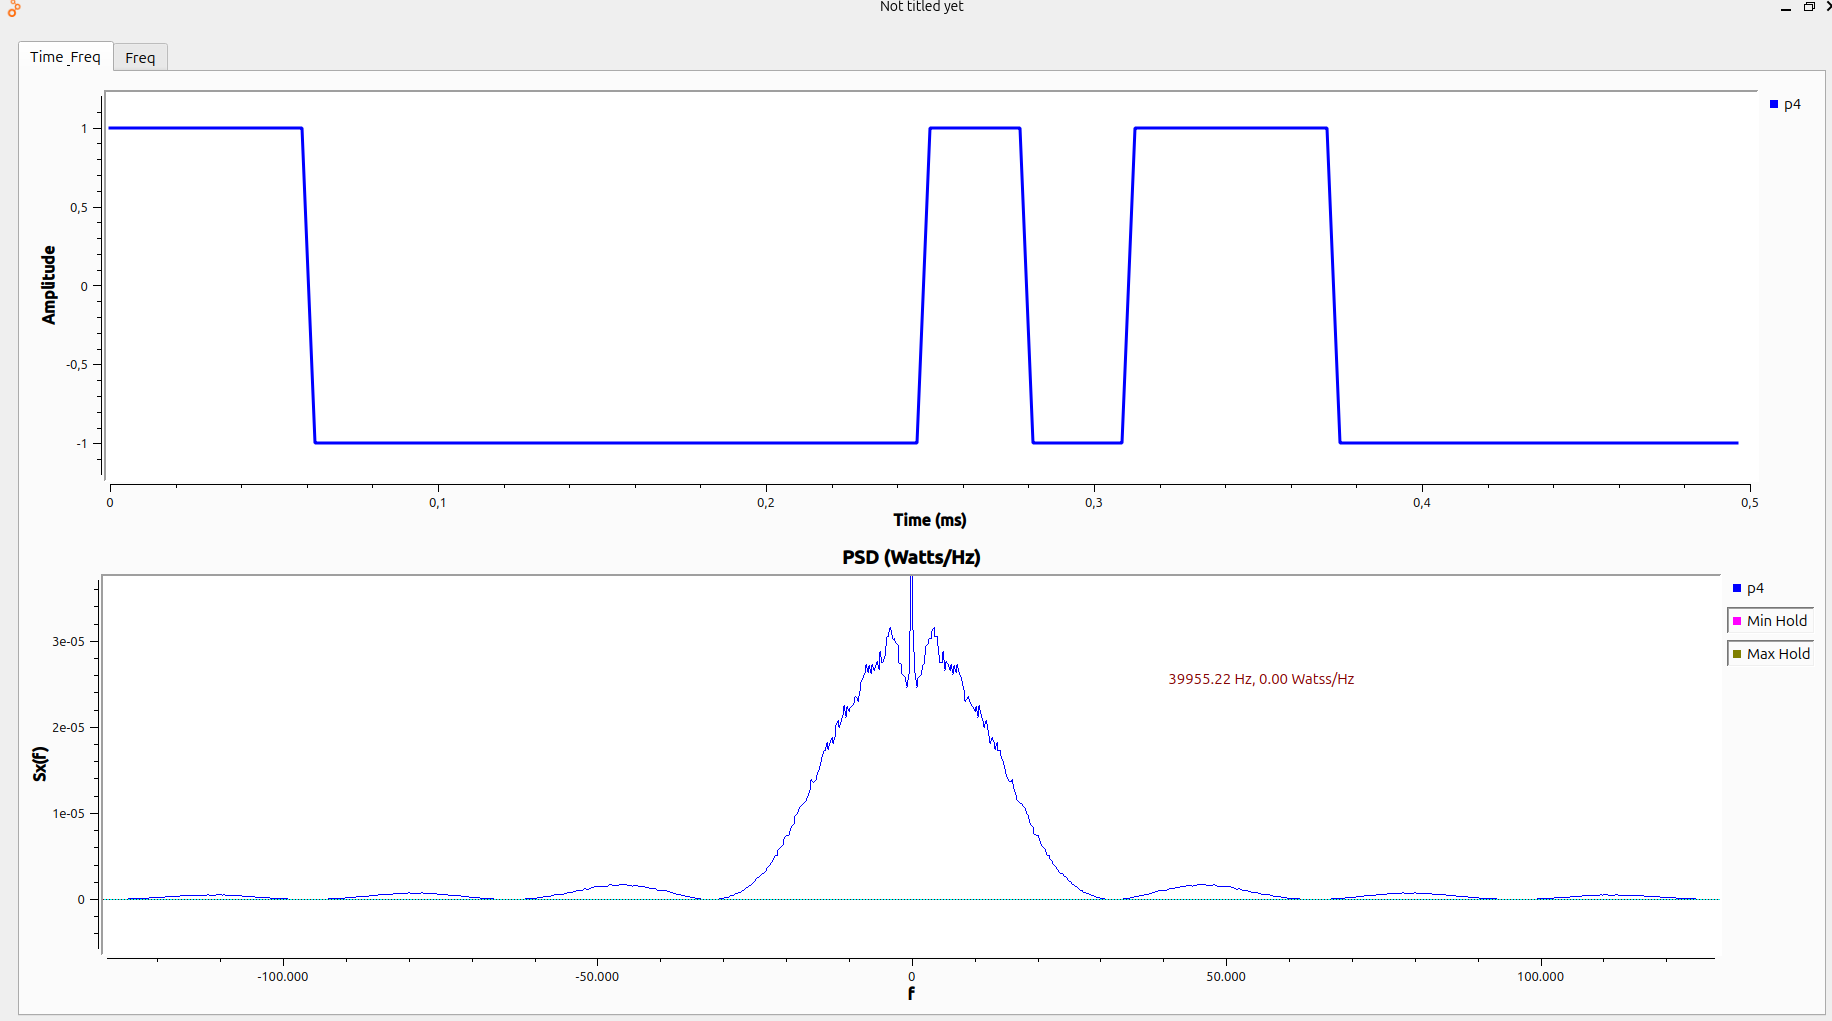 Not titled yet
Time_Freq
Freq
p4
1
0,5
0
-0,5
-1
Amplitude
0
0,1
0,2
0,3
0,4
0,5
Time (ms)
PSD (Watts/Hz)
p4
Min Hold
Max Hold
39955.22 Hz, 0.00 Watss/Hz
3e-05
2e-05
1e-05
0
Sx(f)
-100.000
-50.000
0
50.000
100.000
f